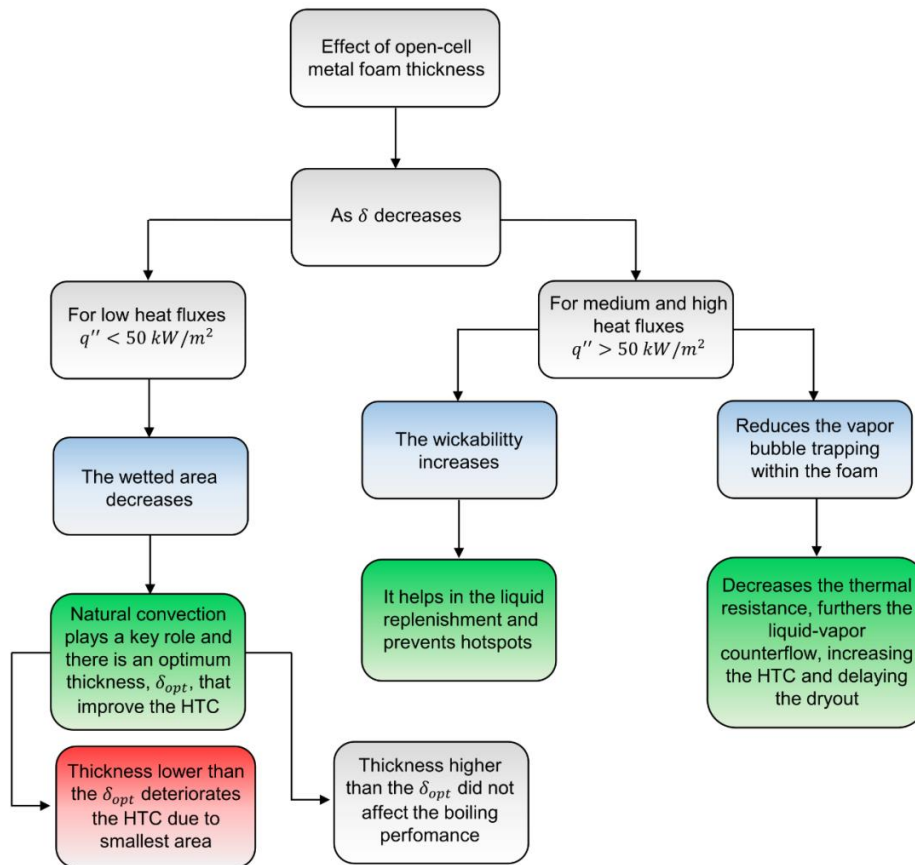 Effect of open-cell
metal foam thickness
As δ decreases
For low heat fluxes
q′′ < 50 kW/m²
For medium and high
heat fluxes
q′′ > 50 kW/m²
The wetted area
decreases
The wickabilitty
increases
Reduces the vapor
bubble trapping
within the foam
Natural convection
plays a key role and
there is an optimum
thickness, δopt, that
improve the HTC
It helps in the liquid
replenishment and
prevents hotspots
Decreases the thermal
resistance, furthers the
liquid-vapor
counterflow, increasing
the HTC and delaying
the dryout
Thickness lower than
the δopt deteriorates
the HTC due to
smallest area
Thickness higher than
the δopt did not
affect the boiling
perfomance